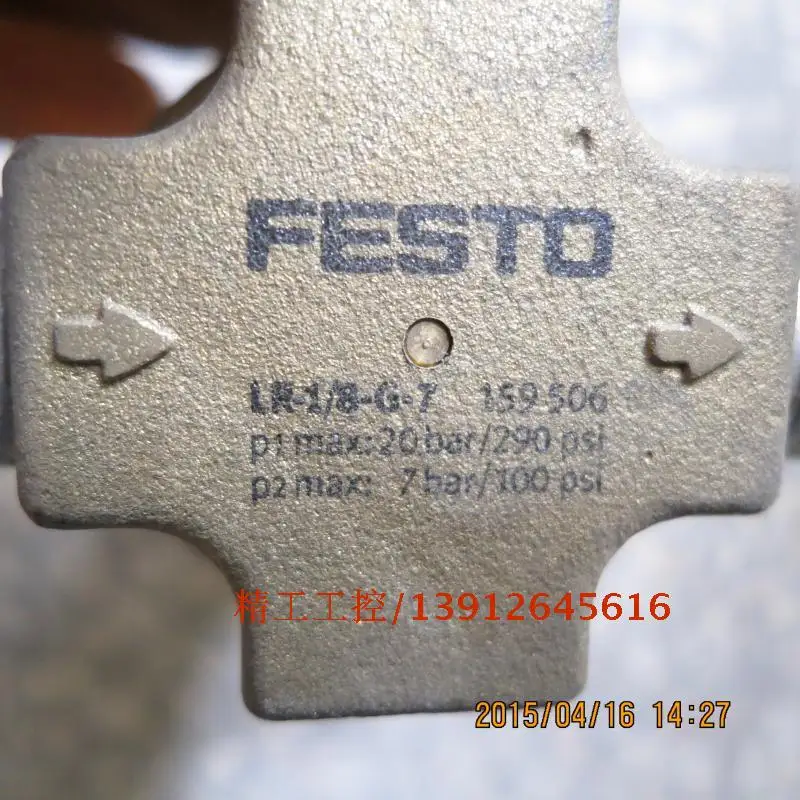 FESTO
LR-1/8-G-7 159 506
p1 max: 20 bar/290 psi
p2 max: 7 bar/100 psi
精工工控/13912645616
2015/04/16 14:27